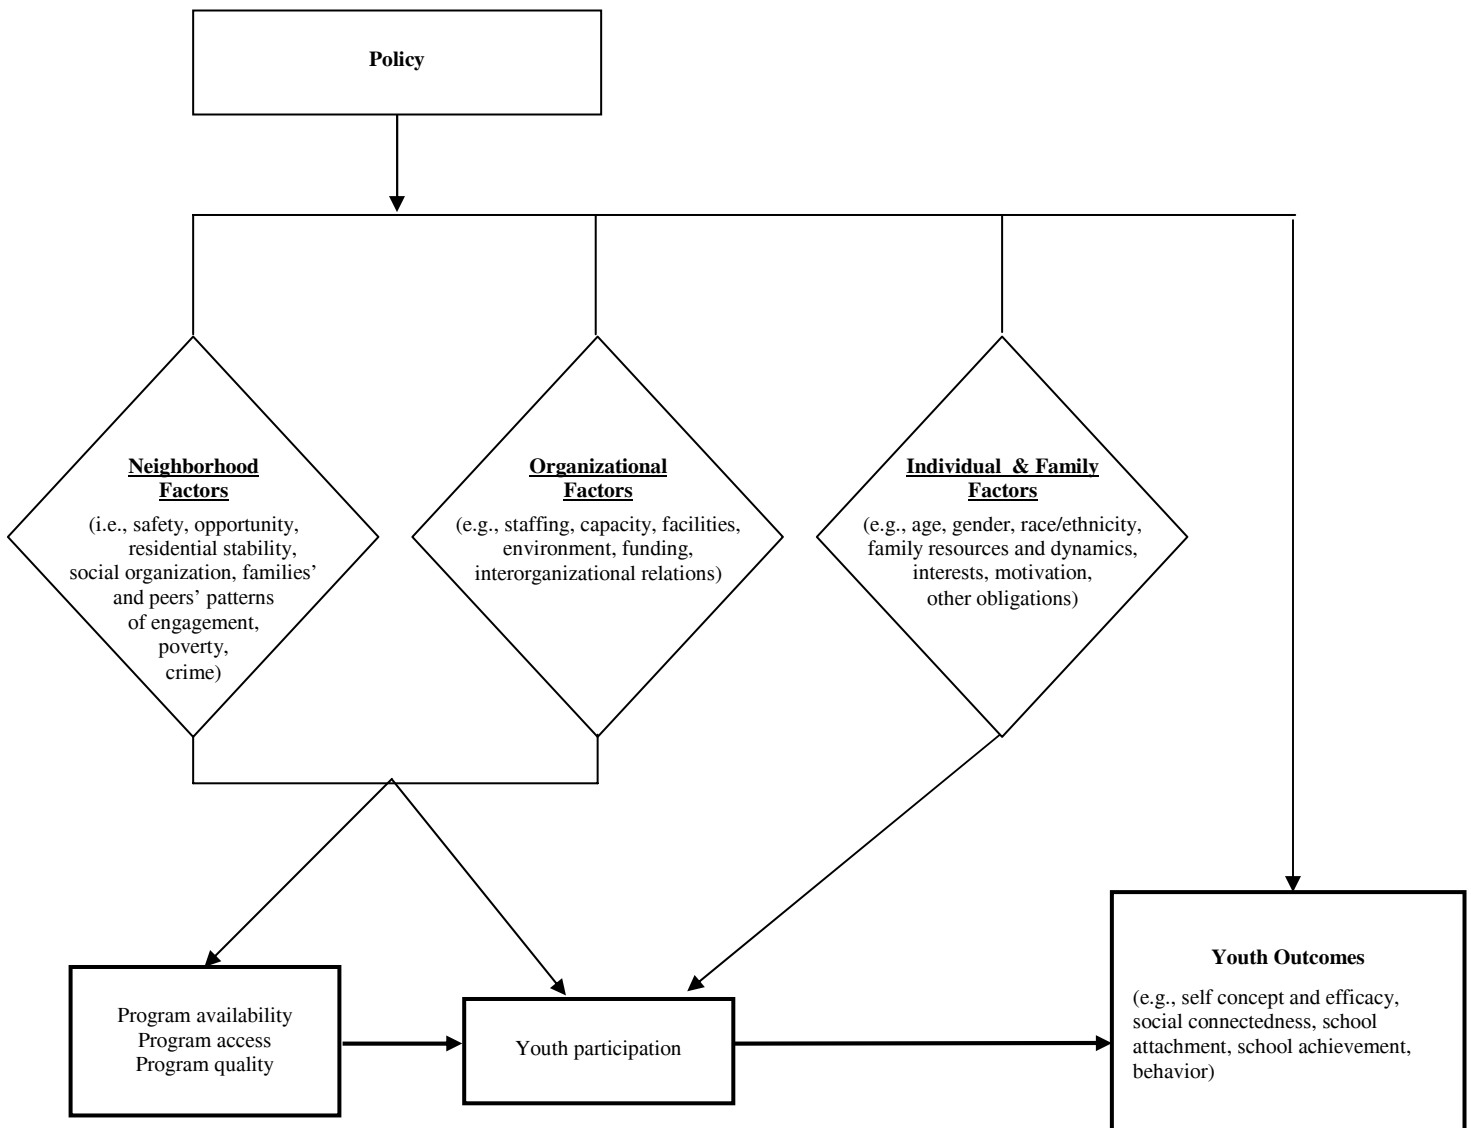 Policy
Neighborhood
Factors
(i.e., safety, opportunity,
residential stability,
social organization, families’
and peers’ patterns
of engagement,
poverty,
crime)
Organizational
Factors
(e.g., staffing, capacity, facilities,
environment, funding,
interorganizational relations)
Individual & Family
Factors
(e.g., age, gender, race/ethnicity,
family resources and dynamics,
interests, motivation,
other obligations)
Program availability
Program access
Program quality
Youth participation
Youth Outcomes
(e.g., self concept and efficacy,
social connectedness, school
attachment, school achievement,
behavior)